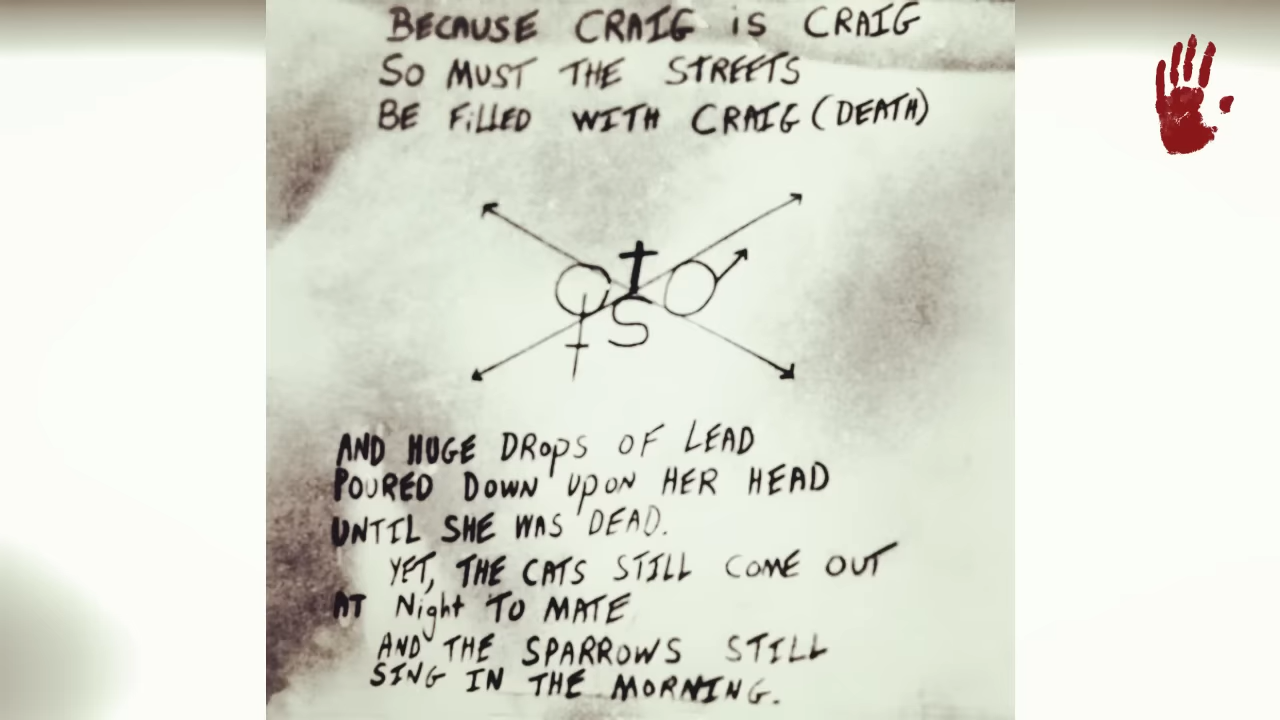 BECAUSE CRAIG iS CRAIG
SO MUST THE STREETS
BE FiLLED WITH CRAIG (DEATH)
S
AND HUGE DROPS OF LEAD
POURED DOWN UPON HER HEAD
UNTIL SHE WAS DEAD.
YET, THE CATS STILL COME OUT
AT Night TO MATE
AND THE SPARROWS STILL
SING IN THE MORNING.